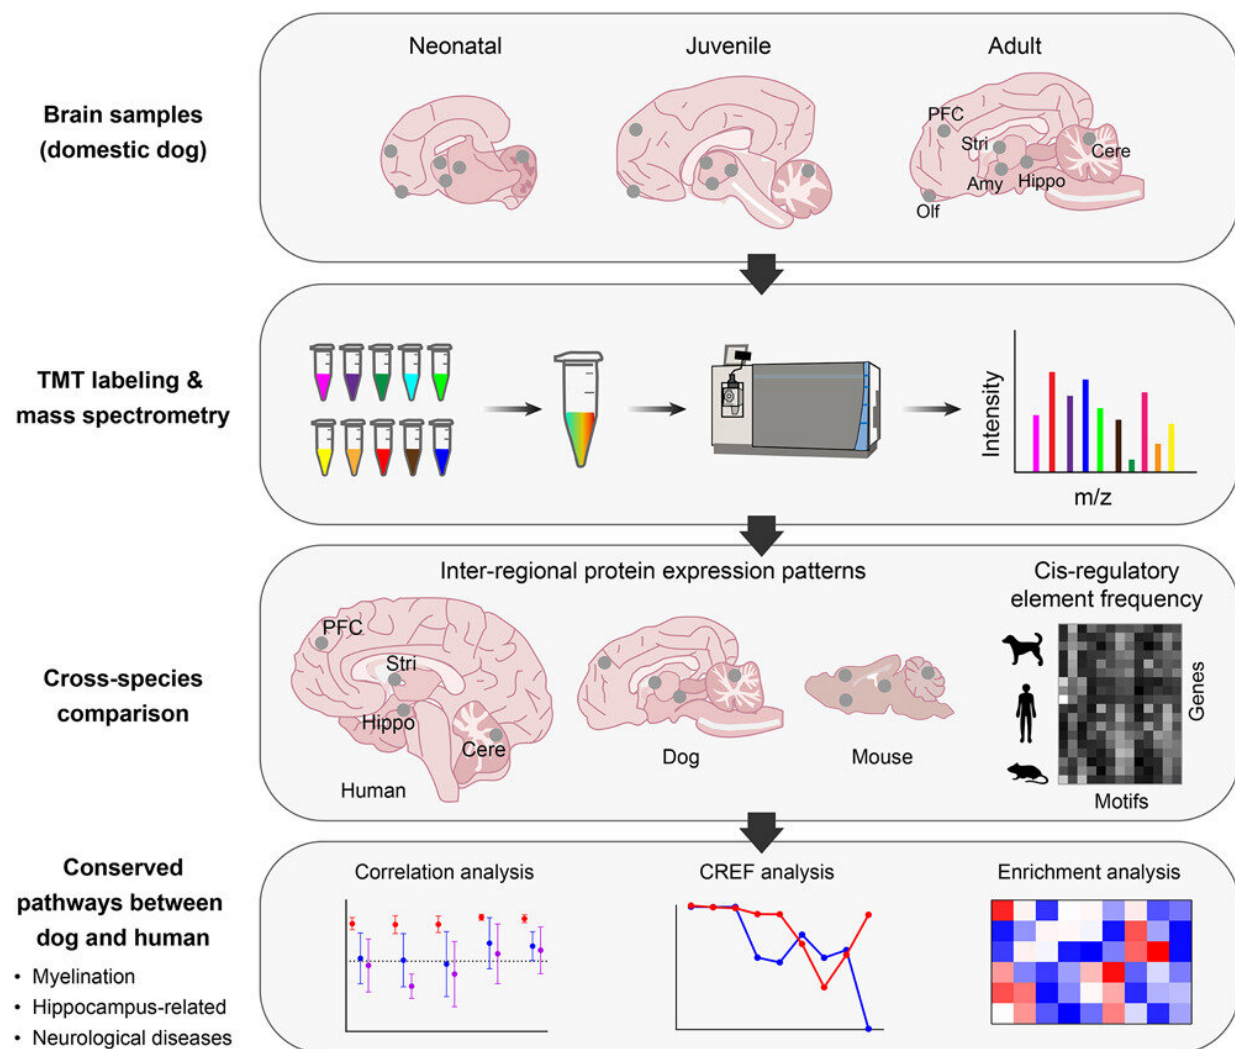 Brain samples
(domestic dog)
Neonatal
Juvenile
Adult
PFC
Stri
Cere
Amy
Hippo
Olf
TMT labeling &
mass spectrometry
Intensity
m/z
Cross-species
comparison
Inter-regional protein expression patterns
PFC
Stri
Hippo
Cere
Human
Dog
Mouse
Cis-regulatory
element frequency
Genes
Motifs
Conserved
pathways between
dog and human
• Myelination
• Hippocampus-related
• Neurological diseases
Correlation analysis
CREF analysis
Enrichment analysis